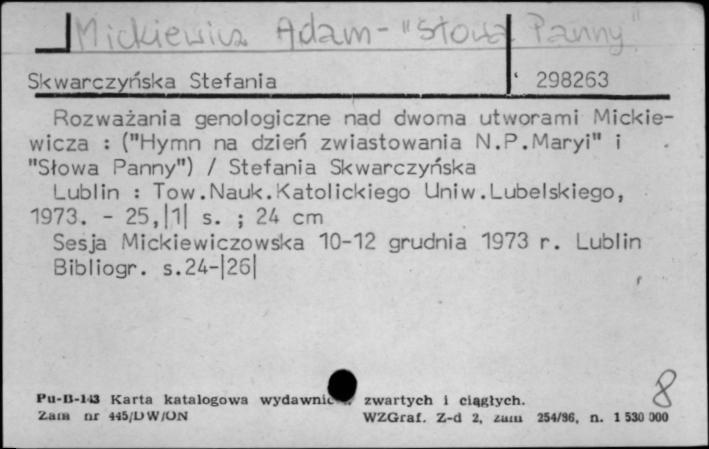 Mickiewicz Adam - "Słowa Panny"
Skwarczyńska Stefania 298263
Rozważania genologiczne nad dwoma utworami Mickie-
wicza : ("Hymn na dzień zwiastowania N.P.Maryi" i
"Słowa Panny") / Stefania Skwarczyńska
Lublin : Tow.Nauk.Katolickiego Uniw.Lubelskiego,
1973. - 25,|1| s. ; 24 cm
Sesja Mickiewiczowska 10-12 grudnia 1973 r. Lublin
Bibliogr. s.24-|26|
8
Pu-B-143 Karta katalogowa zwartych i ciągłych.
Zam nr 445/DW/ON WZGraf. Z-d 2, zam 254/86, n. 1 530 000